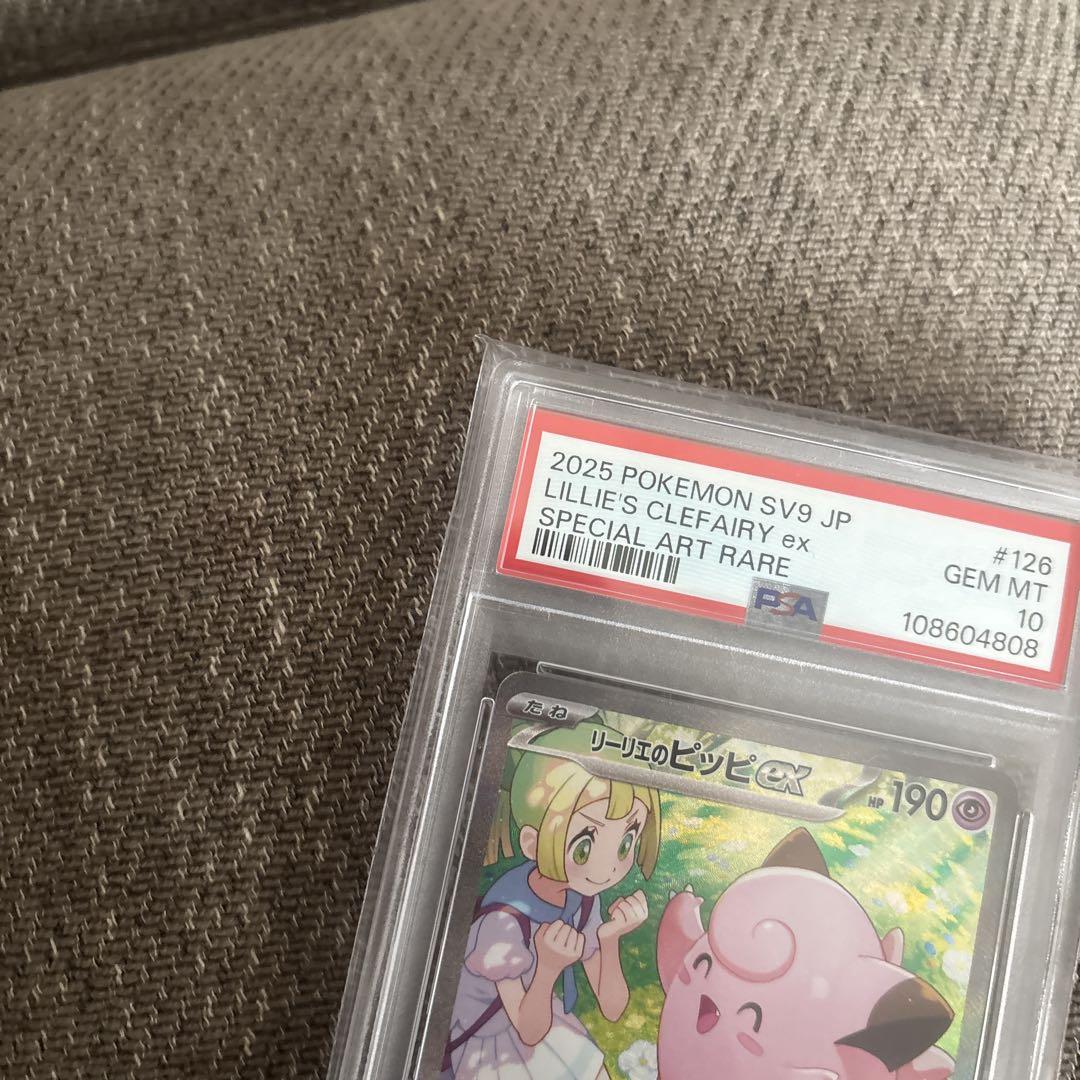 2025 POKEMON SV9 JP
LILLIE'S CLEFAIRY ex
SPECIAL ART RARE
#126
GEM MT
10
108604808
PSA
たね
リーリエのピッピex
HP 190